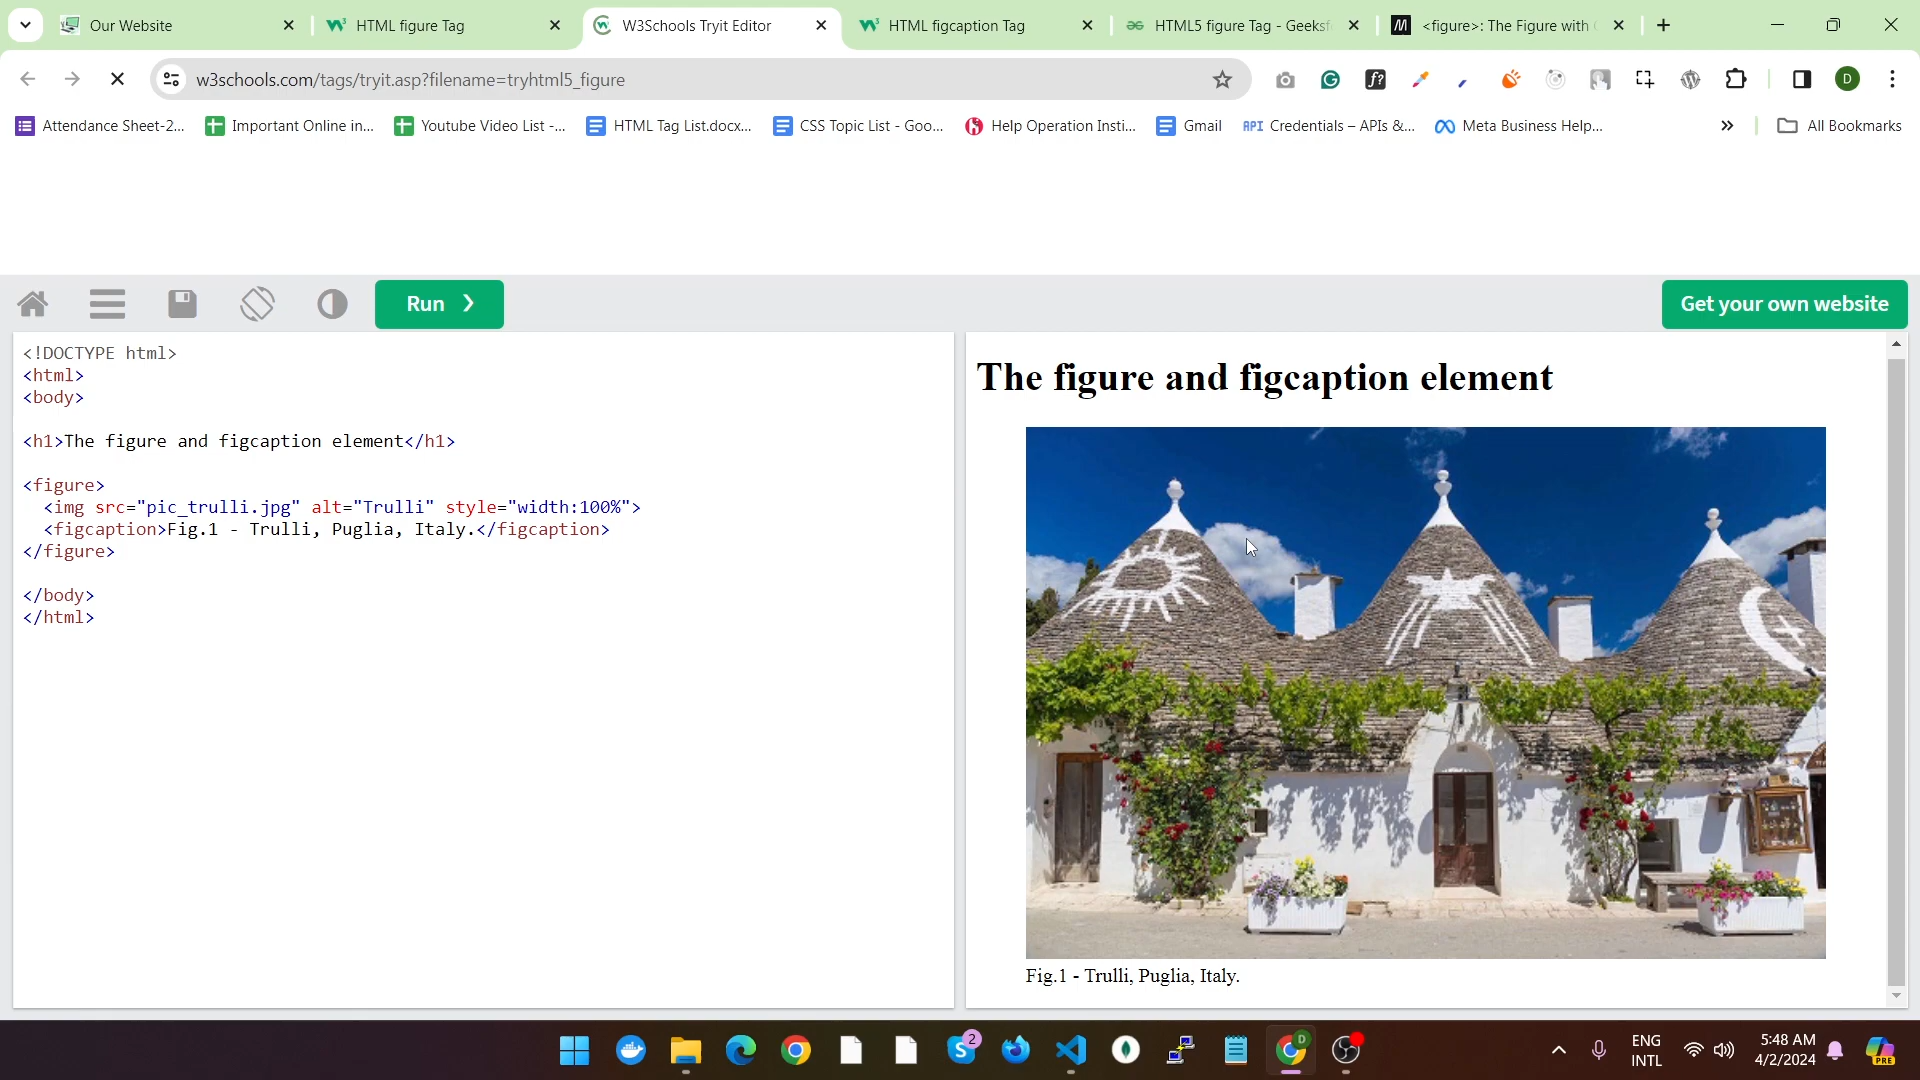 Our Website
HTML figure Tag
W3Schools Tryit Editor
HTML figcaption Tag
HTML5 figure Tag - Geeksf
<figure>: The Figure with
w3schools.com/tags/tryit.asp?filename=tryhtml5_figure
D
Attendance Sheet-2...
Important Online in...
Youtube Video List -...
HTML Tag List.docx...
CSS Topic List - Goo...
Help Operation Insti...
Gmail
API
Credentials – APIs &...
Meta Business Help...
All Bookmarks
Run ❯
Get your own website
<!DOCTYPE html>
<html>
<body>
<h1>The figure and figcaption element</h1>
<figure>
<img src="pic_trulli.jpg" alt="Trulli" style="width:100%">
<figcaption>Fig.1 - Trulli, Puglia, Italy.</figcaption>
</figure>
</body>
</html>
The figure and figcaption element
Fig.1 - Trulli, Puglia, Italy.
2
D
ENG
INTL
5:48 AM
4/2/2024
PRE